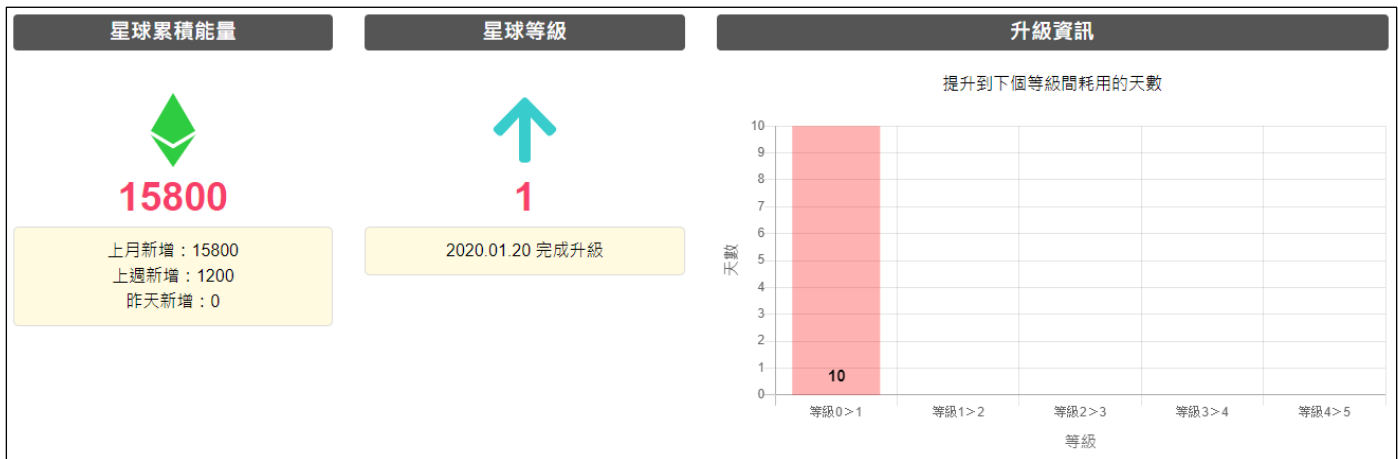 星球累積能量
15800
上月新增：15800
上週新增：1200
昨天新增：0
星球等級
1
2020.01.20 完成升級
升級資訊
提升到下個等級間耗用的天數
天數
10
9
8
7
6
5
4
3
2
1
0
10
等級0>1
等級1>2
等級2>3
等級3>4
等級4>5
等級